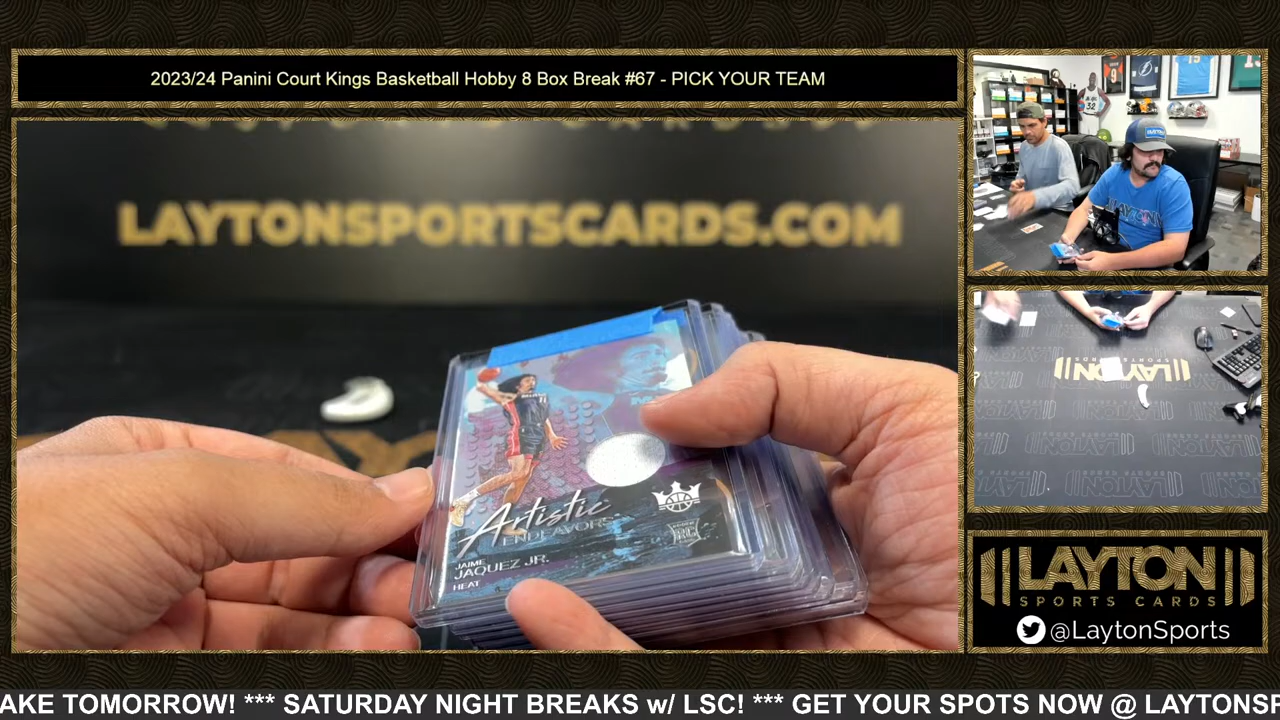 2023/24 Panini Court Kings Basketball Hobby 8 Box Break #67 - PICK YOUR TEAM
LAYTONSPORTSCARDS.COM
Artistic
ENDEAVORS
JAIME
JAQUEZ JR.
HEAT
LAYTON
LAYTON
SPORTS CARDS
@LaytonSports
AKE TOMORROW! *** SATURDAY NIGHT BREAKS w/ LSC! *** GET YOUR SPOTS NOW @ LAYTONSP